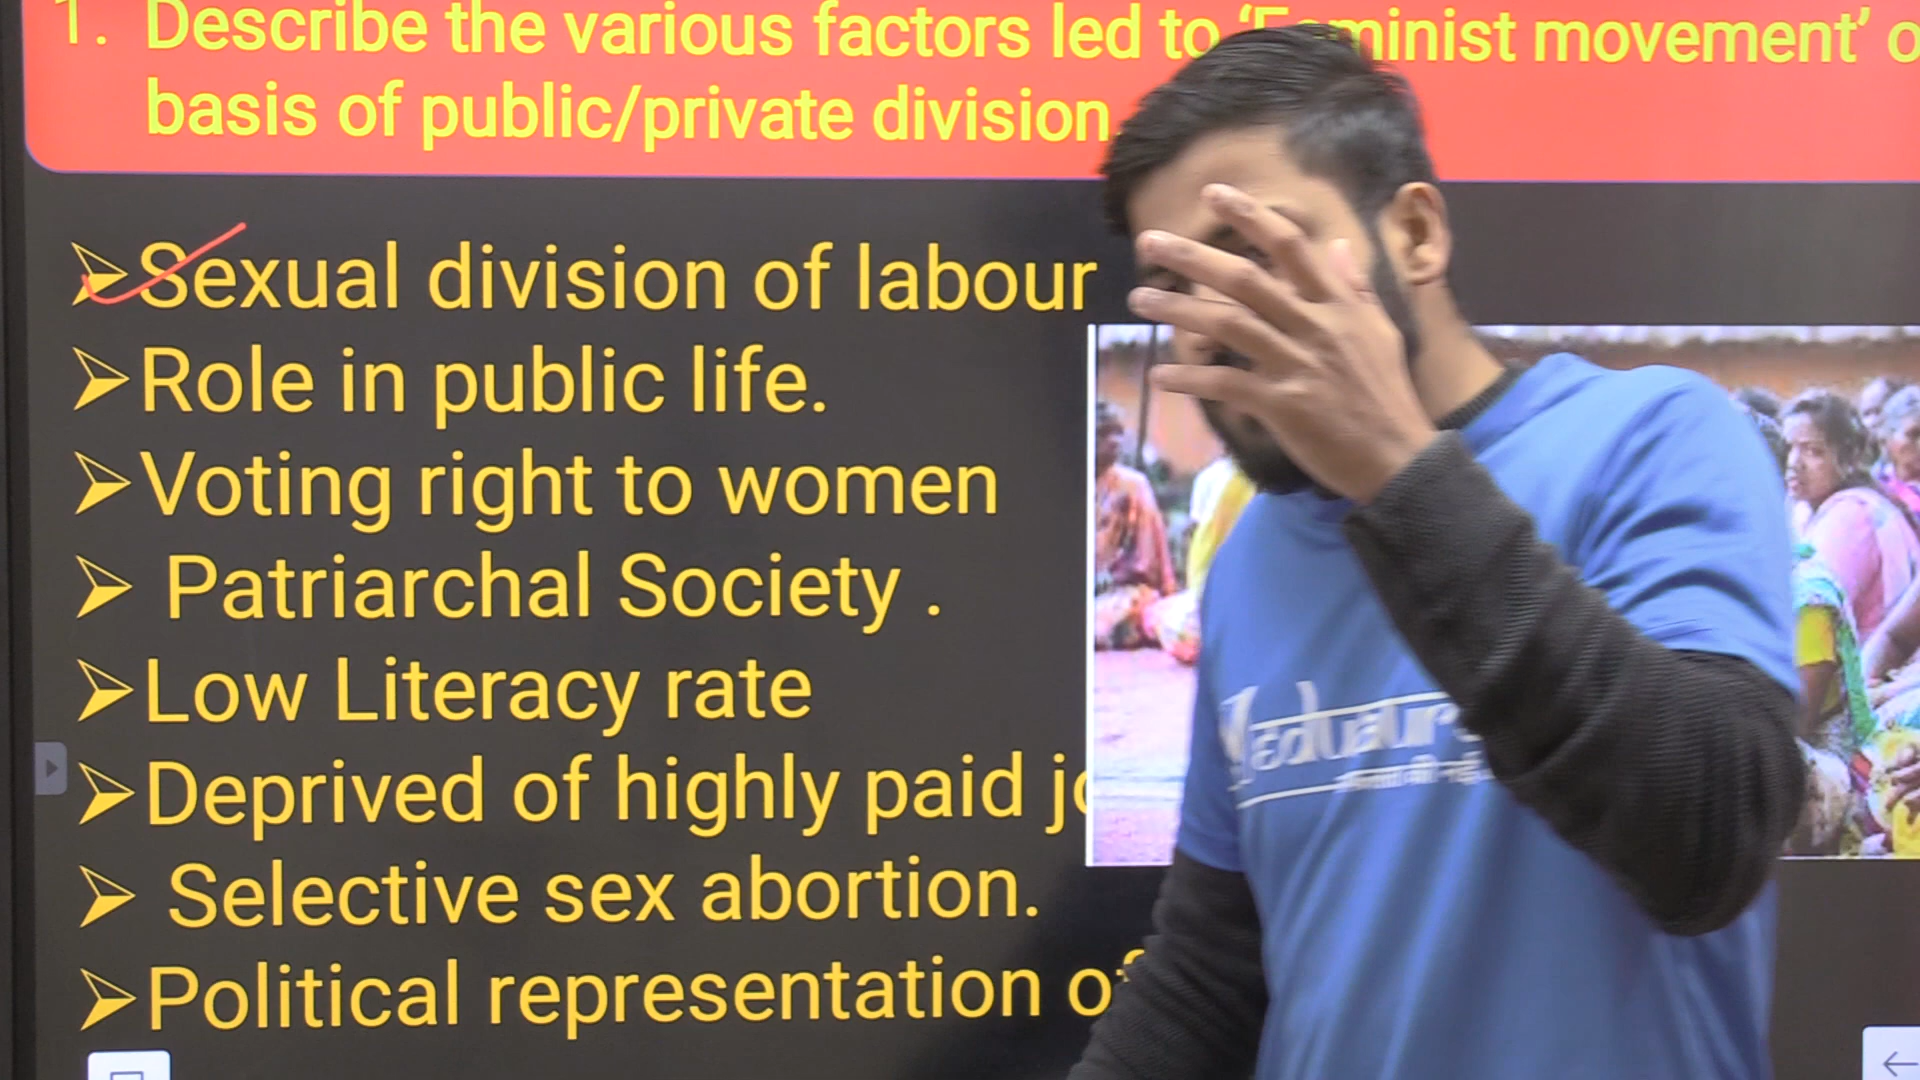 1. Describe the various factors led to ‘Feminist movement’ o
basis of public/private division
➢Sexual division of labour
➢Role in public life.
➢Voting right to women
➢ Patriarchal Society .
➢Low Literacy rate
➢Deprived of highly paid
➢ Selective sex abortion.
➢Political representation of